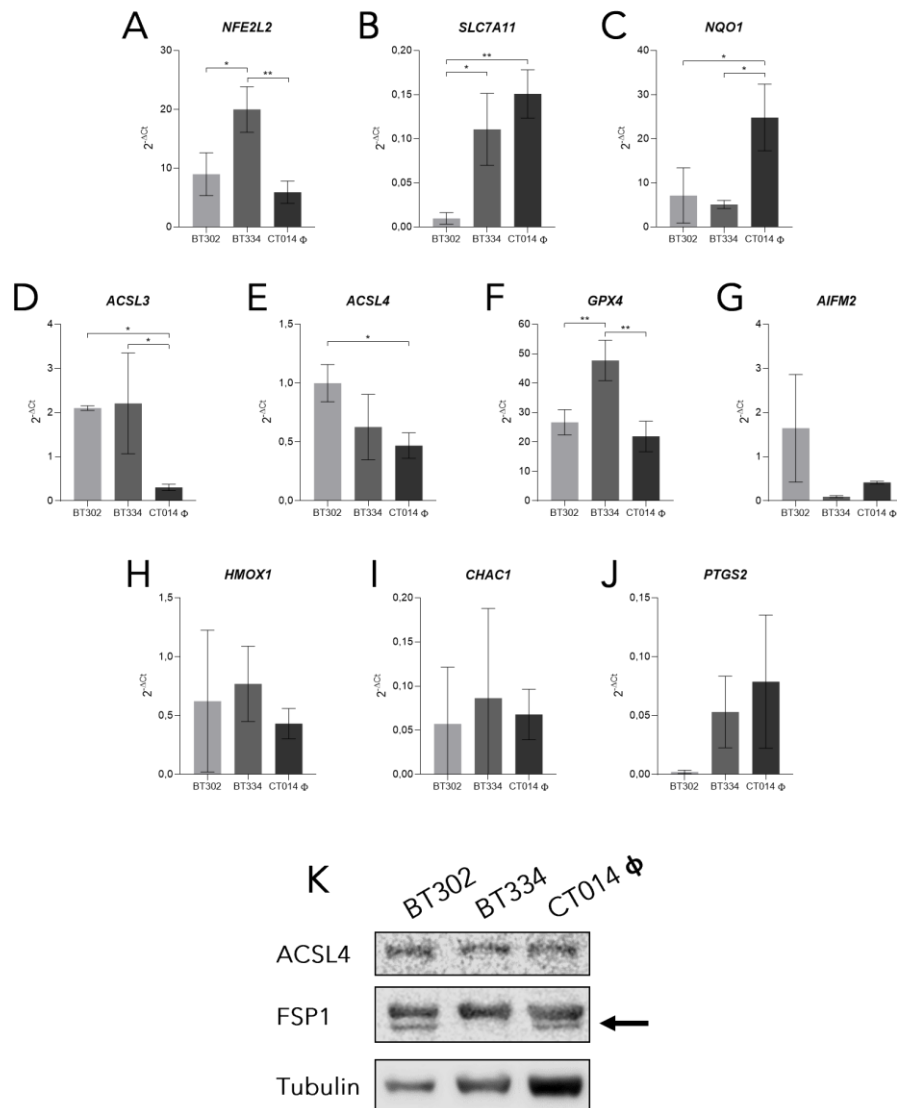 A
NFE2L2
2-ΔCt
30
20
10
0
*
**
BT302 BT334 CT014 Φ
B
SLC7A11
2-ΔCt
0,20
0,15
0,10
0,05
0,00
**
*
BT302 BT334 CT014 Φ
C
NQO1
2-ΔCt
40
30
20
10
0
*
*
BT302 BT334 CT014 Φ
D
ACSL3
2-ΔCt
4
3
2
1
0
*
*
BT302 BT334 CT014 Φ
E
ACSL4
2-ΔCt
1,5
1,0
0,5
0,0
*
BT302 BT334 CT014 Φ
F
GPX4
2-ΔCt
60
50
40
30
20
10
0
**
**
BT302 BT334 CT014 Φ
G
AIFM2
2-ΔCt
4
3
2
1
0
BT302 BT334 CT014 Φ
H
HMOX1
2-ΔCt
1,5
1,0
0,5
0,0
BT302 BT334 CT014 Φ
I
CHAC1
2-ΔCt
0,20
0,15
0,10
0,05
0,00
BT302 BT334 CT014 Φ
J
PTGS2
2-ΔCt
0,15
0,10
0,05
0,00
BT302 BT334 CT014 Φ
K
BT302 BT334 CT014 Φ
ACSL4
FSP1
Tubulin